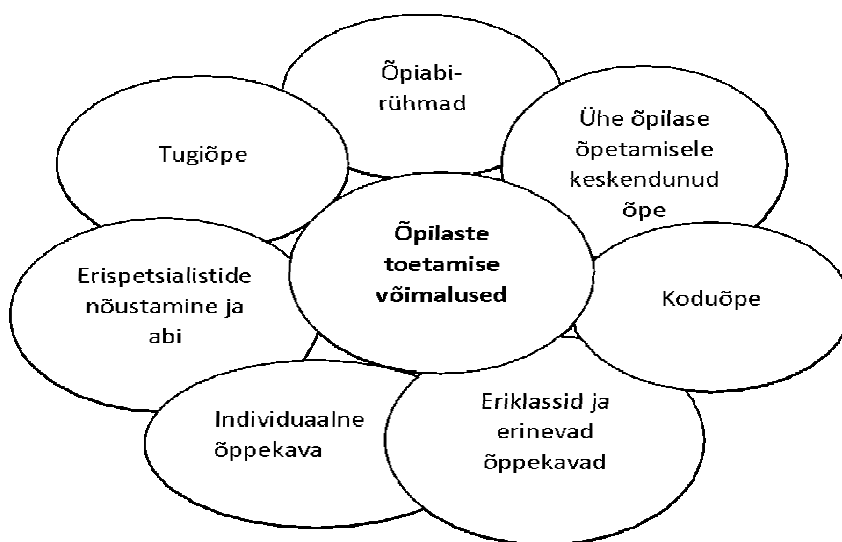 Õpiabi-
rühmad
Ühe õpilase
õpetamisele
keskendunud
õpe
Tugiõpe
Õpilaste
toetamise
võimalused
Erispetsialistide
nõustamine ja
abi
Koduõpe
Individuaalne
õppekava
Eriklassid ja
erinevad
õppekavad